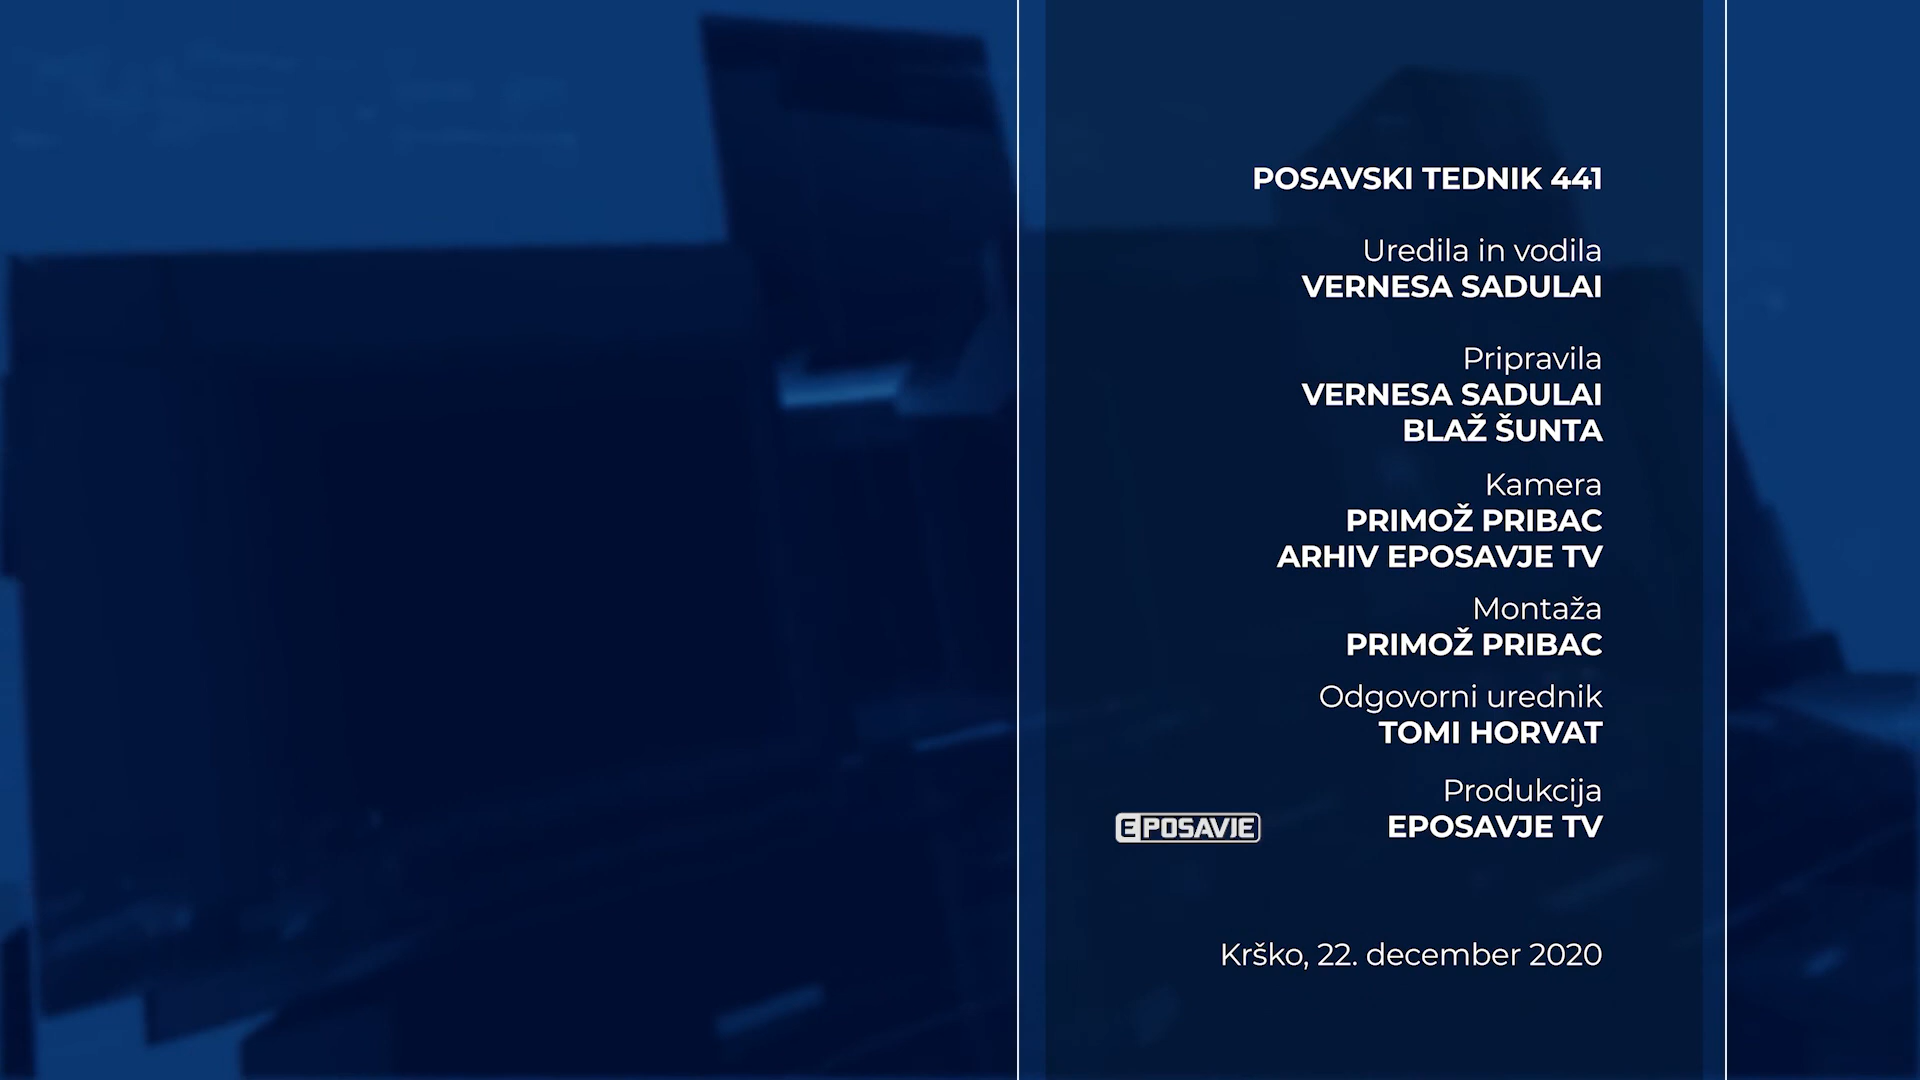 POSAVSKI TEDNIK 441
Uredila in vodila
VERNESA SADULAI
Pripravila
VERNESA SADULAI
BLAŽ ŠUNTA
Kamera
PRIMOŽ PRIBAC
ARHIV EPOSAVJE TV
Montaža
PRIMOŽ PRIBAC
Odgovorni urednik
TOMI HORVAT
Produkcija
EPOSAVJE TV
E POSAVJE
Krško, 22. december 2020